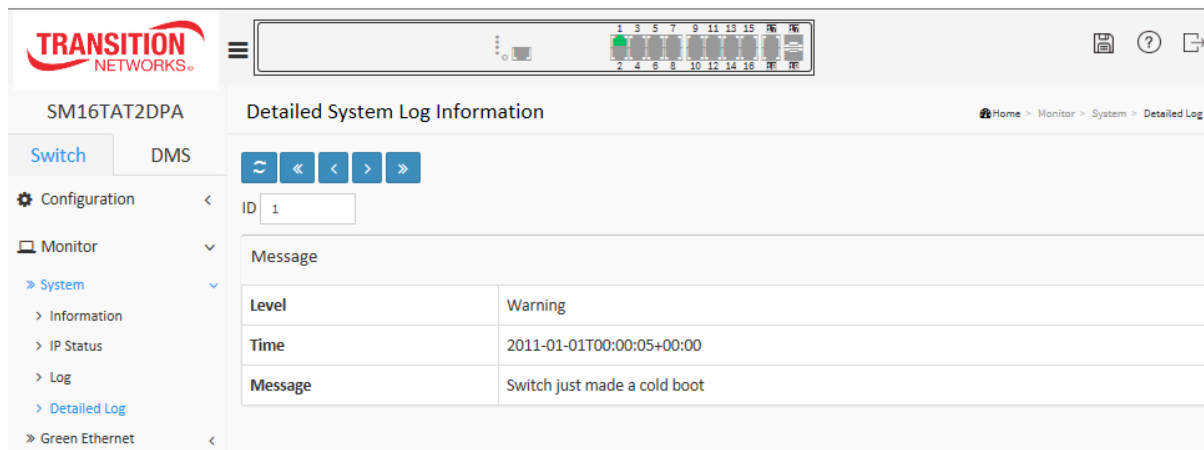 TRANSITION
NETWORKS®
1 3 5 7 9 11 13 15
2 4 6 8 10 12 14 16
SM16TAT2DPA
Switch DMS
Configuration
Monitor
System
Information
IP Status
Log
Detailed Log
Green Ethernet
Detailed System Log Information
Home > Monitor > System > Detailed Log
ID 1
Message
Level Warning
Time 2011-01-01T00:00:05+00:00
Message Switch just made a cold boot